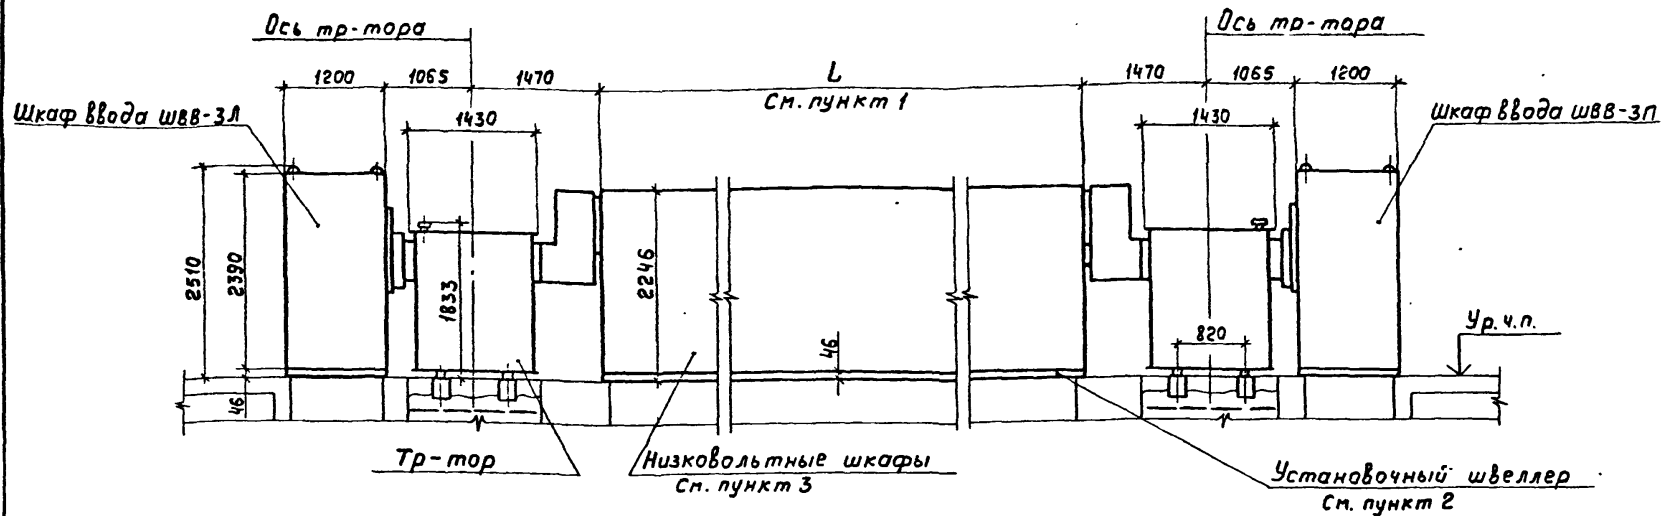 Ось тр-тора
Ось тр-тора
1200
1065
1470
L
1470
1065
1200
См. пункт 1
Шкаф ввода ШВВ-3Л
1430
1430
Шкаф ввода ШВВ-3П
2510
2390
1833
2246
46
820
Ур. ч.п.
46
Тр-тор
Низковольтные шкафы
См. пункт 3
Установочный швеллер
См. пункт 2